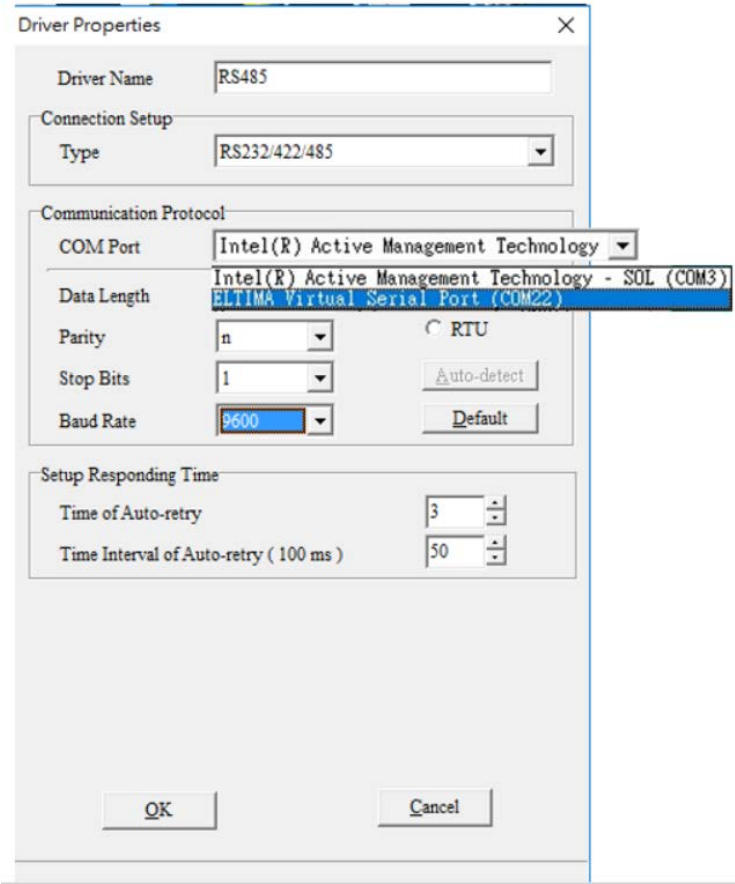 Driver Properties
Driver Name RS485
Connection Setup
Type RS232/422/485
Communication Protocol
COM Port Intel(R) Active Management Technology
Intel(R) Active Management Technology - SOL (COM3)
ELTIMA Virtual Serial Port (COM22)
Data Length
Parity n RTU
Stop Bits 1 Auto-detect
Baud Rate 9600 Default
Setup Responding Time
Time of Auto-retry 3
Time Interval of Auto-retry ( 100 ms ) 50
OK Cancel